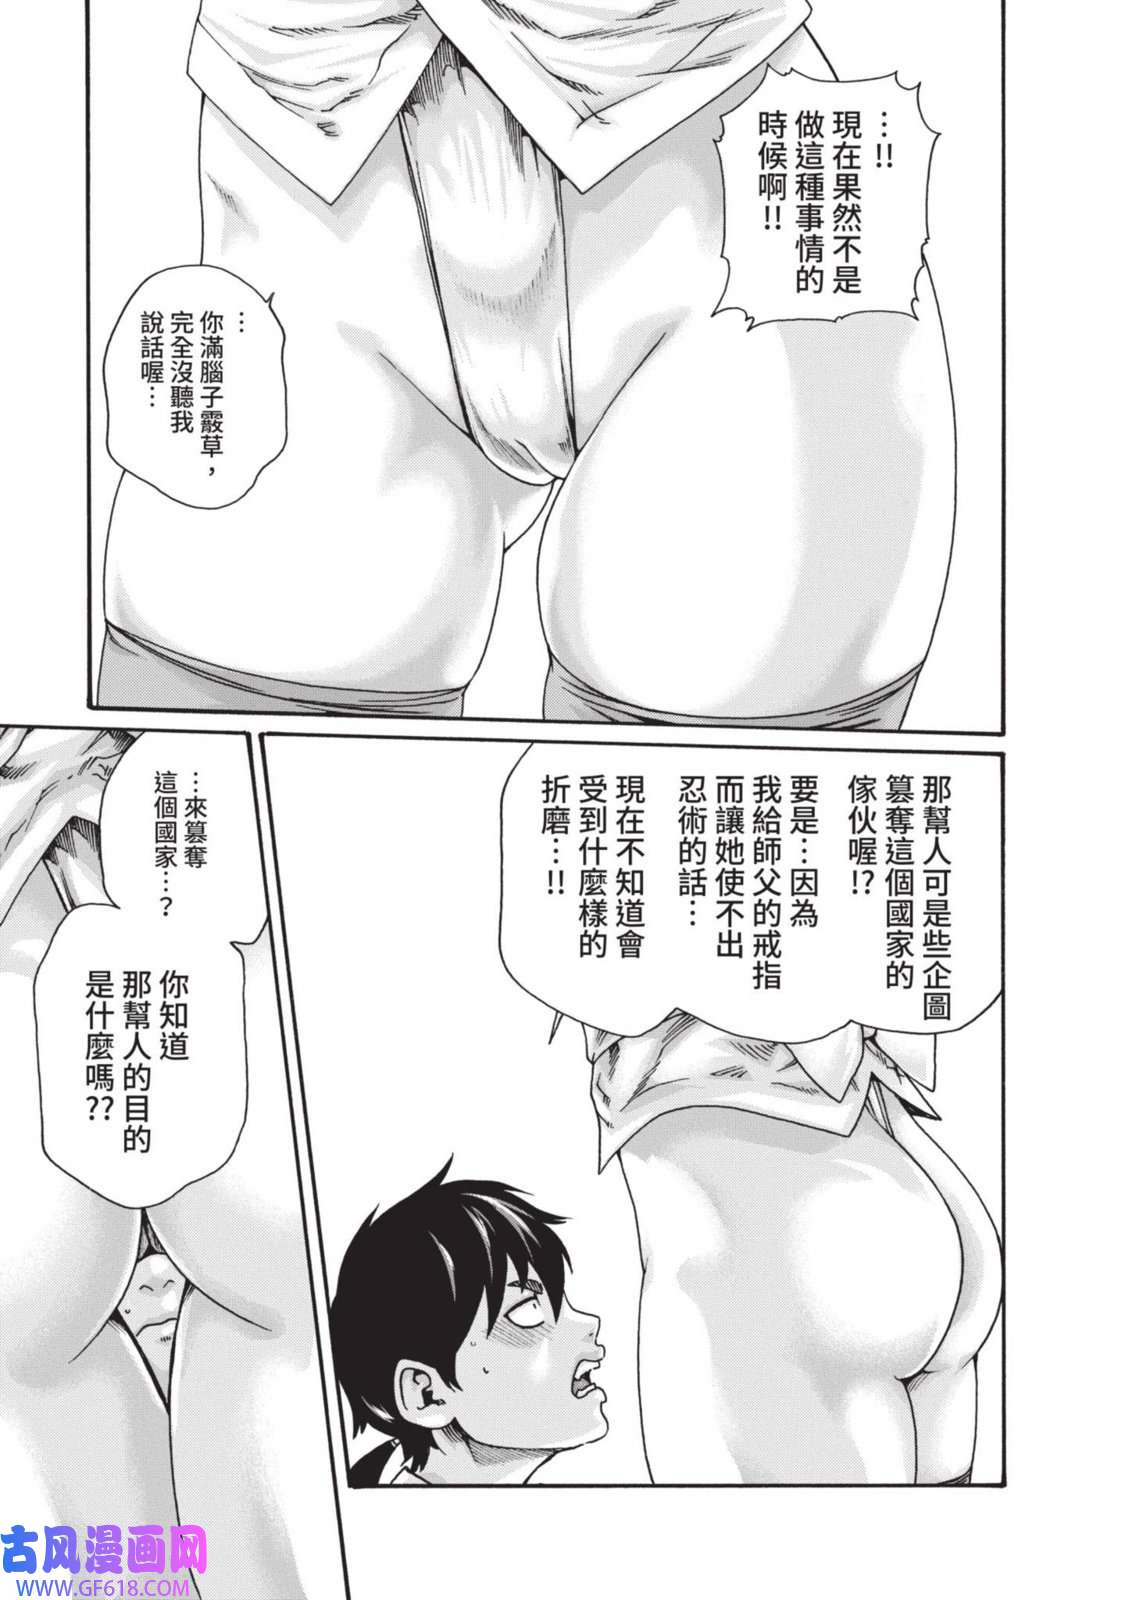 …!!
現在果然不是
做這種事情的
時候啊!!
…
你滿腦子霰草，
完全沒聽我
說話喔…
那幫人可是些企圖
篡奪這個國家的
傢伙喔!?
要是…因為
我給師父的戒指
而讓她使不出
忍術的話…
現在不知道會
受到什麼樣的
折磨…!!
…來篡奪
這個國家…?
你知道
那幫人的目的
是什麼嗎??
古风漫画网
WWW.GF618.COM